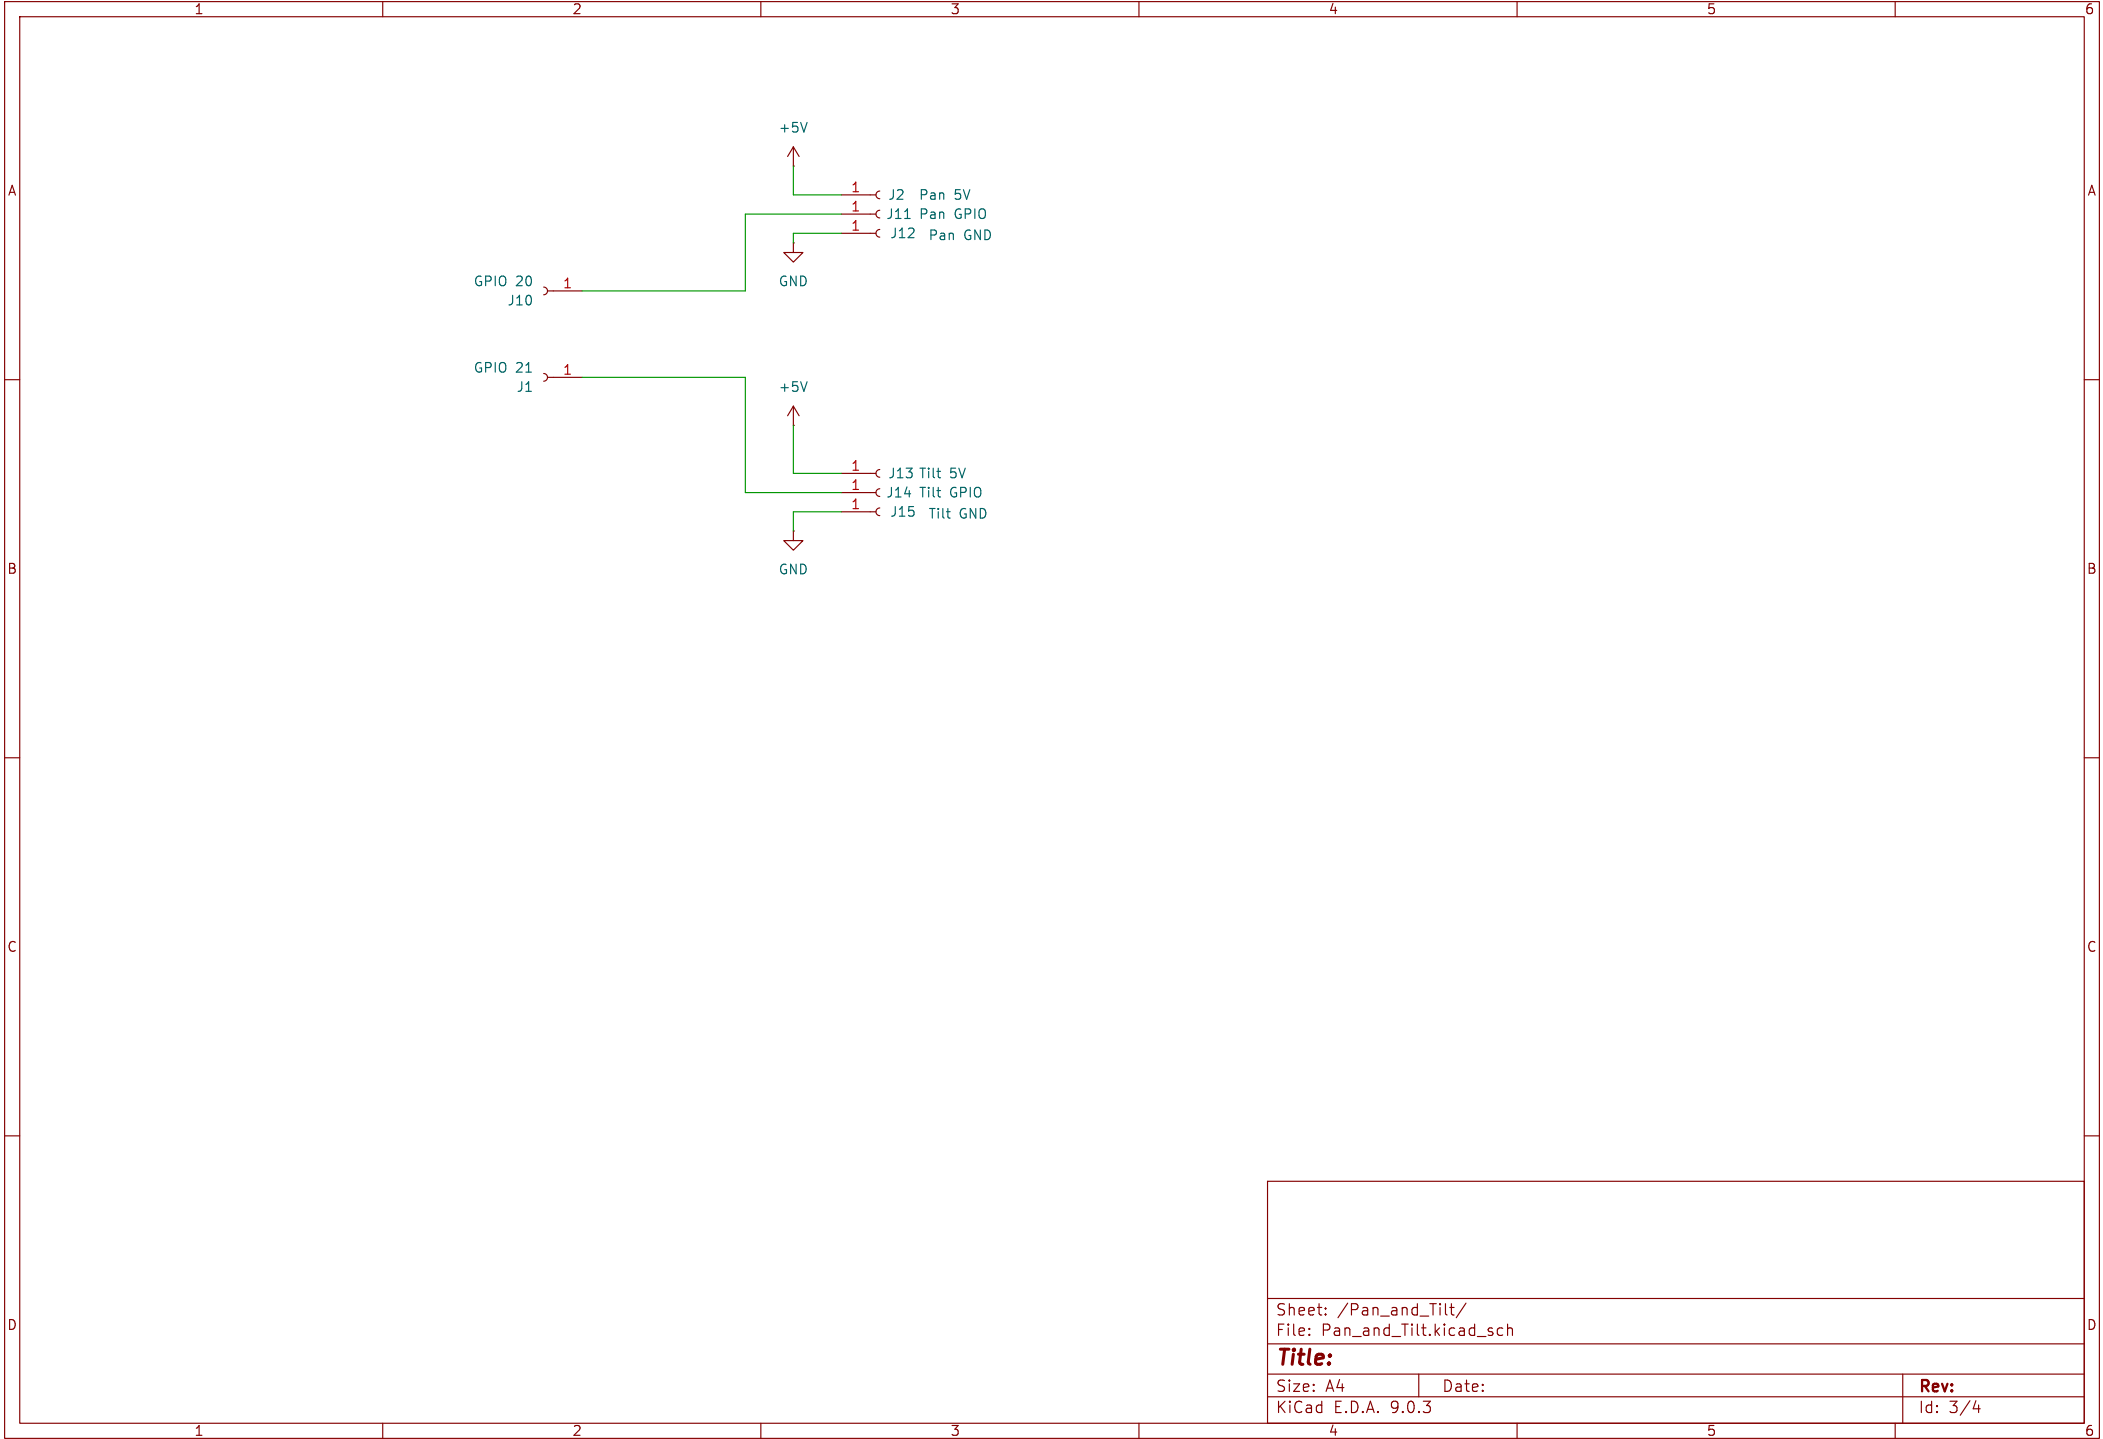 1 2 3 4 5 6
+5V
A A
1 J2 Pan 5V
1 J11 Pan GPIO
1 J12 Pan GND
GPIO 20 1 GND
J10
GPIO 21 1
J1 +5V
1 J13 Tilt 5V
1 J14 Tilt GPIO
1 J15 Tilt GND
B GND B
C C
Sheet: /Pan_and_Tilt/
D D
File: Pan_and_Tilt.kicad_sch
Title:
Size: A4 Date: Rev:
KiCad E.D.A. 9.0.3 Id: 3/4
1 2 3 4 5 6